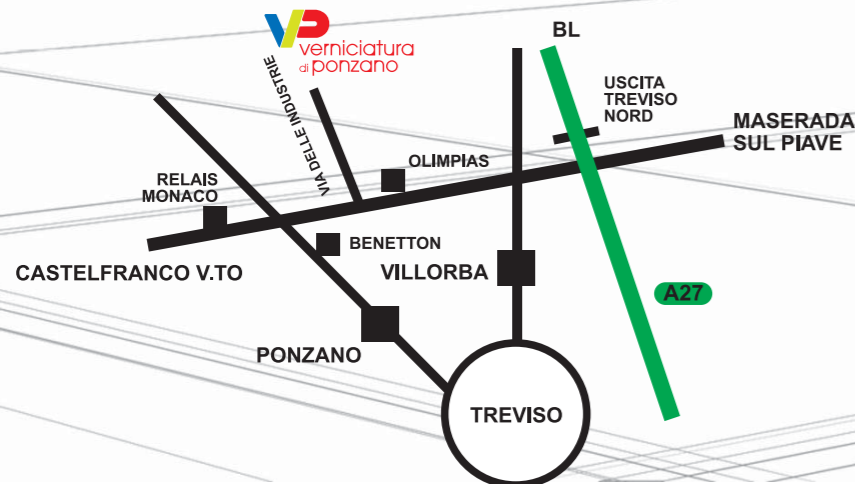 BL
verniciatura
di ponzano
VIA DELLE INDUSTRIE
USCITA
TREVISO
NORD
MASERADA
SUL PIAVE
OLIMPIAS
RELAIS
MONACO
BENETTON
CASTELFRANCO V.TO
VILLORBA
A27
PONZANO
TREVISO